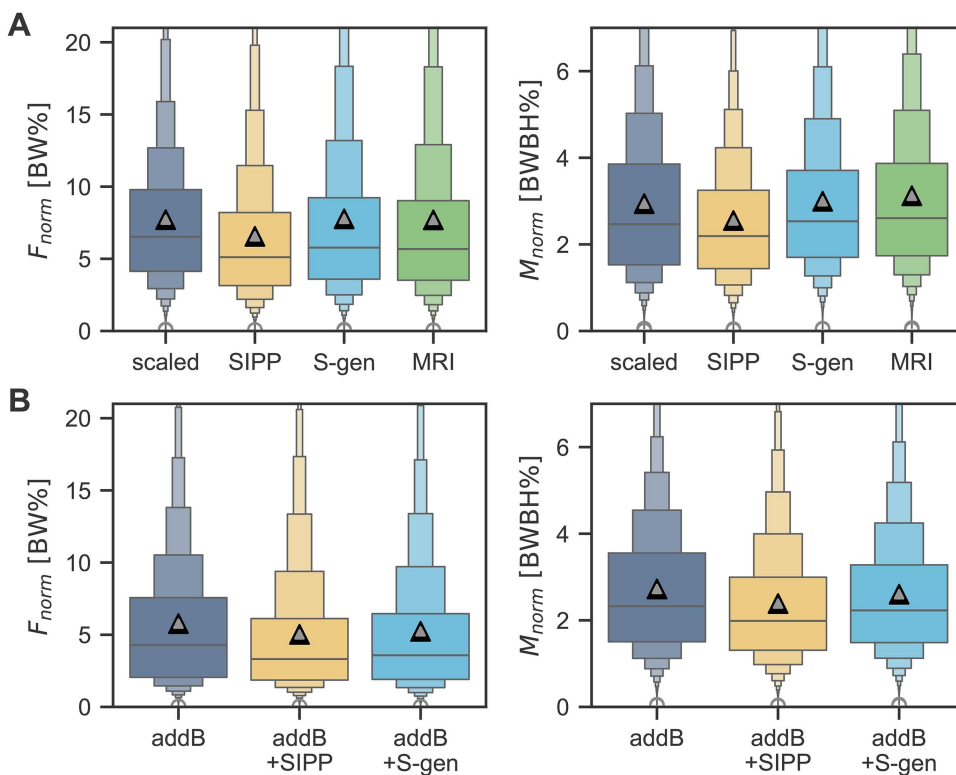 A
F_norm [BW%]
20
15
10
5
0
scaled SIPP S-gen MRI
M_norm [BWBH%]
6
4
2
0
scaled SIPP S-gen MRI
B
F_norm [BW%]
20
15
10
5
0
addB addB addB
+SIPP +S-gen
M_norm [BWBH%]
6
4
2
0
addB addB addB
+SIPP +S-gen